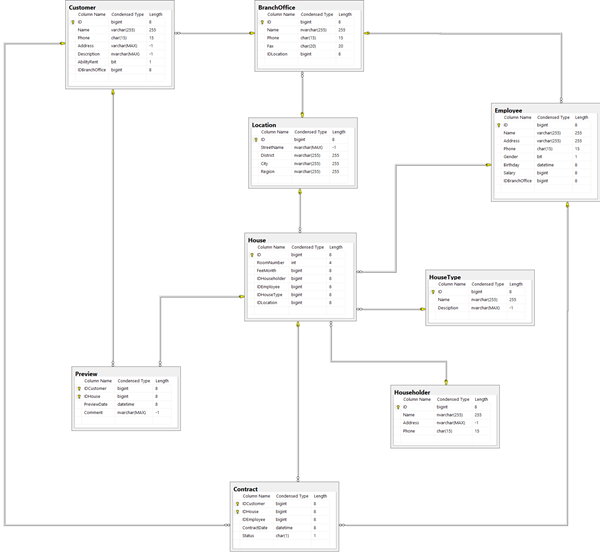 Customer
Column Name Condensed Type Length
ID bigint 8
Name varchar(255) 255
Phone char(15) 15
Address varchar(MAX) -1
Description nvarchar(MAX) -1
AbilityRent bit 1
IDBranchOffice bigint 8
BranchOffice
Column Name Condensed Type Length
ID bigint 8
Name nvarchar(255) 255
Phone char(15) 15
Fax char(20) 20
IDLocation bigint 8
Employee
Column Name Condensed Type Length
ID bigint 8
Name varchar(255) 255
Address varchar(255) 255
Phone char(15) 15
Gender bit 1
Birthday datetime 8
Salary bigint 8
IDBranchOffice bigint 8
Location
Column Name Condensed Type Length
ID bigint 8
StreetName nvarchar(MAX) -1
District nvarchar(255) 255
City nvarchar(255) 255
Region nvarchar(255) 255
House
Column Name Condensed Type Length
ID bigint 8
RoomNumber int 4
FeeMonth bigint 8
IDHouseholder bigint 8
IDEmployee bigint 8
IDHouseType bigint 8
IDLocation bigint 8
HouseType
Column Name Condensed Type Length
ID bigint 8
Name nvarchar(255) 255
Desciption nvarchar(MAX) -1
Preview
Column Name Condensed Type Length
IDCustomer bigint 8
IDHouse bigint 8
PreviewDate datetime 8
Comment nvarchar(MAX) -1
Householder
Column Name Condensed Type Length
ID bigint 8
Name nvarchar(255) 255
Address nvarchar(MAX) -1
Phone char(15) 15
Contract
Column Name Condensed Type Length
IDCustomer bigint 8
IDHouse bigint 8
IDEmployee bigint 8
ContractDate datetime 8
Status char(1) 1